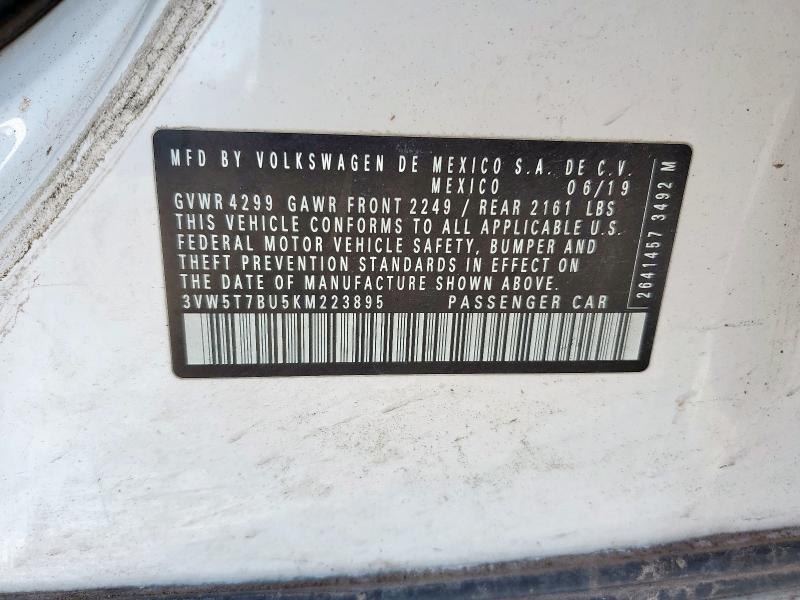 MFD BY VOLKSWAGEN DE MEXICO S.A. DE C.V.
MEXICO 06/19
GVWR 4299 GAWR FRONT 2249 / REAR 2161 LBS
THIS VEHICLE CONFORMS TO ALL APPLICABLE U.S.
FEDERAL MOTOR VEHICLE SAFETY, BUMPER AND
THEFT PREVENTION STANDARDS IN EFFECT ON
THE DATE OF MANUFACTURE SHOWN ABOVE.
3VW5T7BU5KM223895 PASSENGER CAR
2641457 3492 M